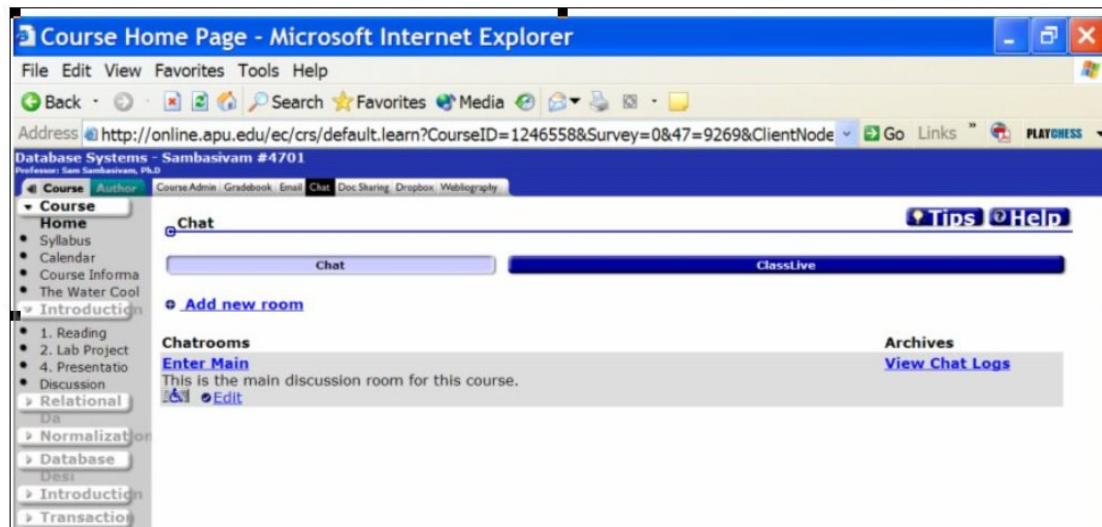 Course Home Page - Microsoft Internet Explorer
File Edit View Favorites Tools Help
Back Search Favorites Media
Address http://online.apu.edu/ec/crs/default.learn?CourseID=1246558&Survey=0&47=9269&ClientNode Go Links » PLAYCHESS
Database Systems - Sambasivam #4701
Professor: Sam Sambasivam, Ph.D
Course Author Course Admin Gradebook Email Chat Doc Sharing Dropbox Webliography
Course
Home
Syllabus
Calendar
Course Informa
The Water Cool
Introduction
1. Reading
2. Lab Project
4. Presentatio
Discussion
Relational
Da
Normalization
Database
Desi
Introduction
Transaction
Chat
Tips Help
Chat ClassLive
Add new room
Chatrooms Archives
Enter Main View Chat Logs
This is the main discussion room for this course.
Edit